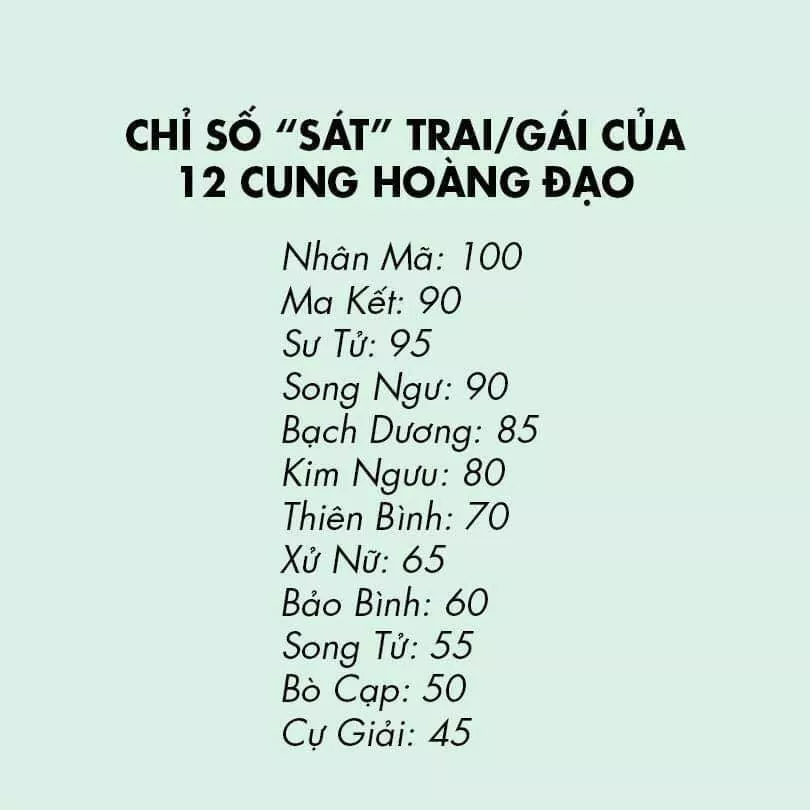 CHỈ SỐ “SÁT” TRAI/GÁI CỦA
12 CUNG HOÀNG ĐẠO
Nhân Mã: 100
Ma Kết: 90
Sư Tử: 95
Song Ngư: 90
Bạch Dương: 85
Kim Ngưu: 80
Thiên Bình: 70
Xử Nữ: 65
Bảo Bình: 60
Song Tử: 55
Bò Cạp: 50
Cự Giải: 45